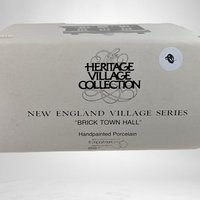 HERITAGE
VILLAGE
COLLECTION
NEW ENGLAND VILLAGE SERIES
"BRICK TOWN HALL"
Handpainted Porcelain